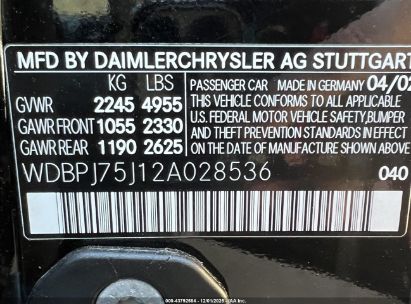 MFD BY DAIMLERCHRYSLER AG STUTTGART
KG LBS
GVWR 2245 4955
GAWR FRONT 1055 2330
GAWR REAR 1190 2625
PASSENGER CAR MADE IN GERMANY 04/02
THIS VEHICLE CONFORMS TO ALL APPLICABLE
U.S. FEDERAL MOTOR VEHICLE SAFETY, BUMPER
AND THEFT PREVENTION STANDARDS IN EFFECT
ON THE DATE OF MANUFACTURE SHOWN ABOVE
WDBPJ75J12A028536 040